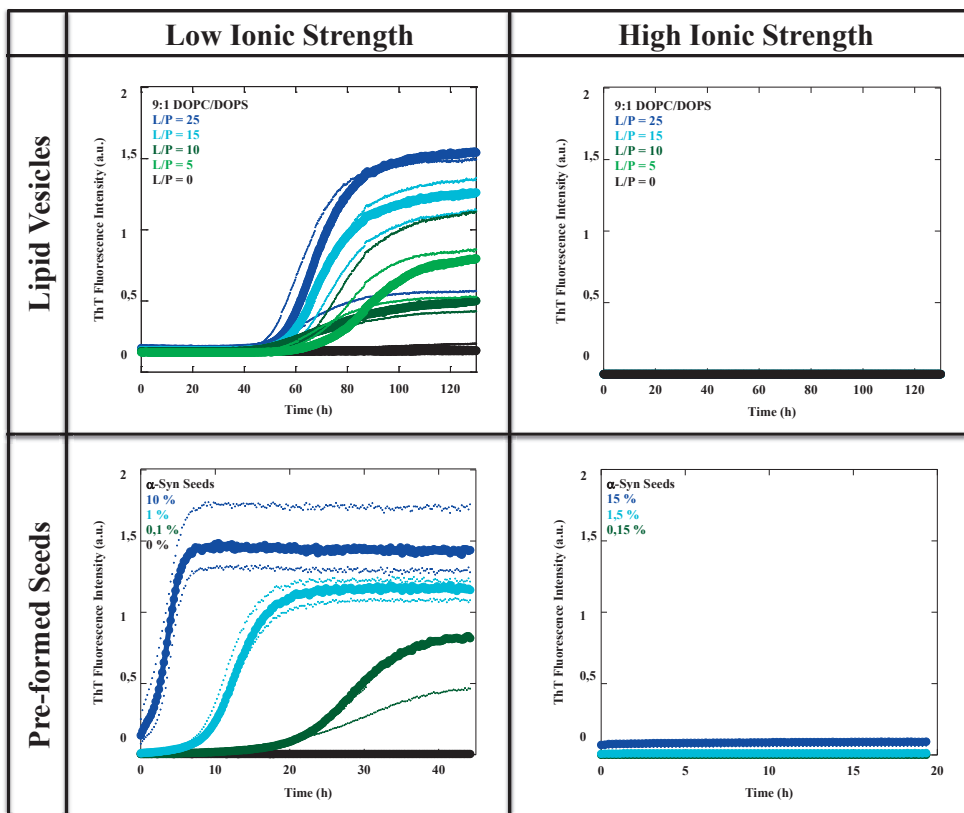 Low Ionic Strength
High Ionic Strength
Lipid Vesicles
2
1,5
1
0,5
0
ThT Fluorescence Intensity (a.u.)
9:1 DOPC/DOPS
L/P = 25
L/P = 15
L/P = 10
L/P = 5
L/P = 0
0 20 40 60 80 100 120
Time (h)
2
1,5
1
0,5
0
ThT Fluorescence Intensity (a.u.)
9:1 DOPC/DOPS
L/P = 25
L/P = 15
L/P = 10
L/P = 5
L/P = 0
0 20 40 60 80 100 120
Time (h)
Pre-formed Seeds
2
1,5
1
0,5
0
ThT Fluorescence Intensity (a.u.)
α-Syn Seeds
10 %
1 %
0,1 %
0 %
0 10 20 30 40
Time (h)
2
1,5
1
0,5
0
ThT Fluorescence Intensity (a.u.)
α-Syn Seeds
15 %
1,5 %
0,15 %
0 5 10 15 20
Time (h)